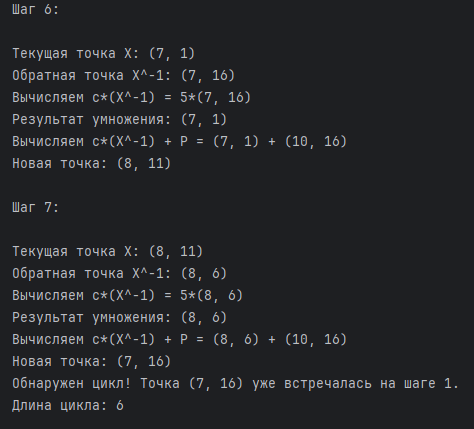 Шаг 6:
Текущая точка X: (7, 1)
Обратная точка X^-1: (7, 16)
Вычисляем c*(X^-1) = 5*(7, 16)
Результат умножения: (7, 1)
Вычисляем c*(X^-1) + P = (7, 1) + (10, 16)
Новая точка: (8, 11)
Шаг 7:
Текущая точка X: (8, 11)
Обратная точка X^-1: (8, 6)
Вычисляем c*(X^-1) = 5*(8, 6)
Результат умножения: (8, 6)
Вычисляем c*(X^-1) + P = (8, 6) + (10, 16)
Новая точка: (7, 16)
Обнаружен цикл! Точка (7, 16) уже встречалась на шаге 1.
Длина цикла: 6